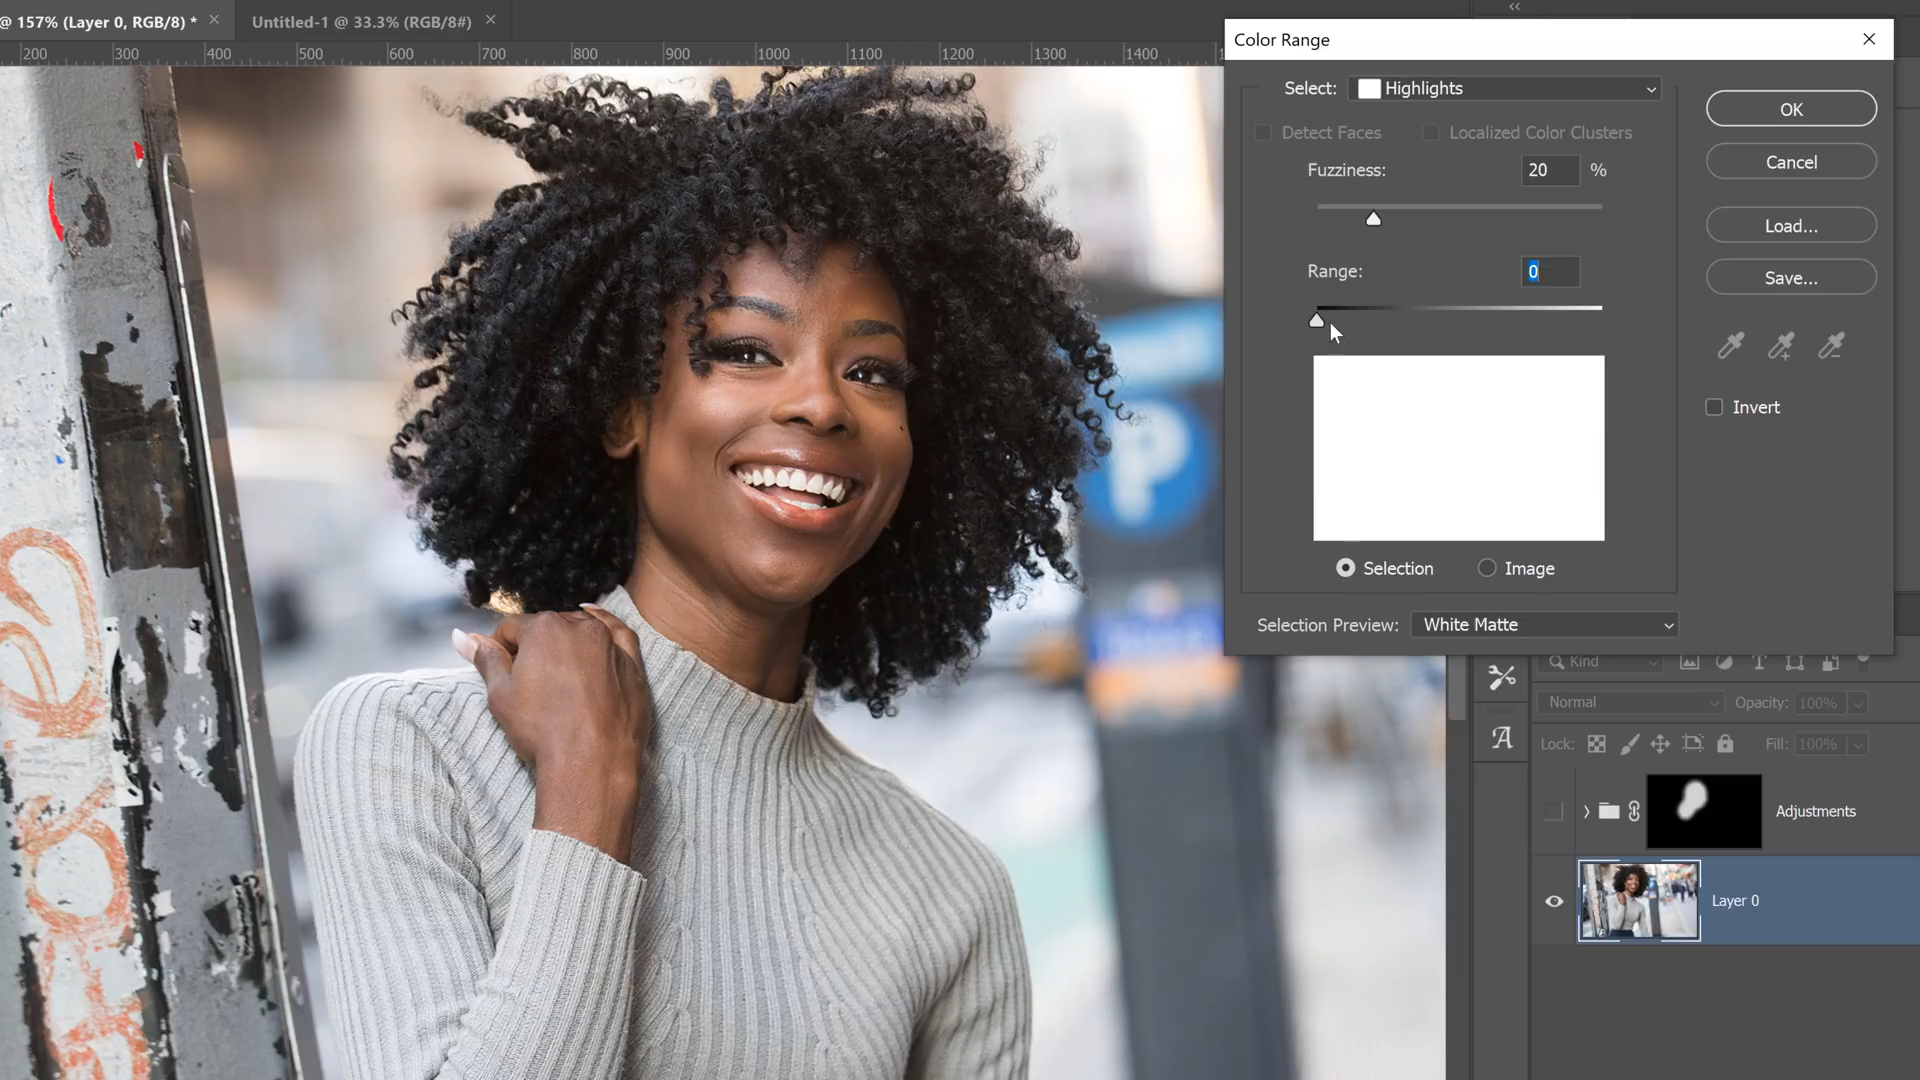 @ 157% (Layer 0, RGB/8) *
Untitled-1 @ 33.3% (RGB/8#)
200 300 400 500 600 700 800 900 1000 1100 1200 1300 1400
Color Range
Select: Highlights
Detect Faces Localized Color Clusters
Fuzziness: 20 %
Range: 0
OK
Cancel
Load...
Save...
Invert
Selection Image
Selection Preview: White Matte
P
Kind
Normal Opacity: 100%
Lock: Fill: 100%
Adjustments
Layer 0